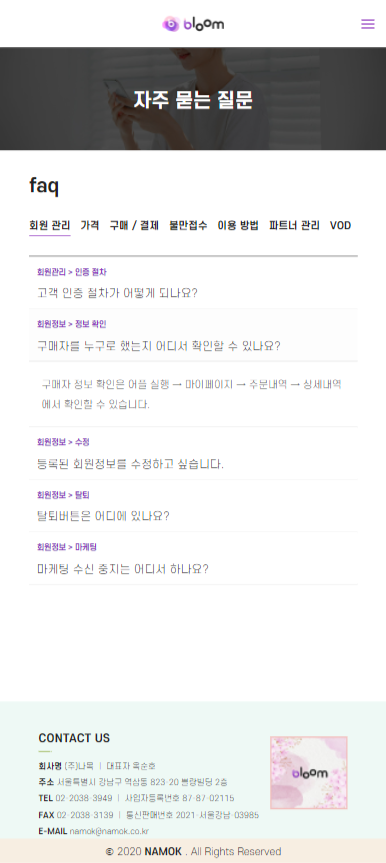 bloom
자주 묻는 질문
faq
회원 관리 가격 구매 / 결제 불만접수 이용 방법 파트너 관리 VOD
회원관리 > 인증 절차
고객 인증 절차가 어떻게 되나요?
회원정보 > 정보 확인
구매자를 누구로 했는지 어디서 확인할 수 있나요?
구매자 정보 확인은 어플 실행 → 마이페이지 → 주문내역 → 상세내역
에서 확인할 수 있습니다.
회원정보 > 수정
등록된 회원정보를 수정하고 싶습니다.
회원정보 > 탈퇴
탈퇴버튼은 어디에 있나요?
회원정보 > 마케팅
마케팅 수신 중지는 어디서 하나요?
CONTACT US
회사명 (주)나목 | 대표자 옥순호
주소 서울특별시 강남구 역삼동 823-20 뿔량빌딩 2층
TEL 02-2038-3949 | 사업자등록번호 87-87-02115
FAX 02-2038-3139 | 통신판매번호 2021-서울강남-03985
E-MAIL namok@namok.co.kr
bloom
© 2020 NAMOK . All Rights Reserved